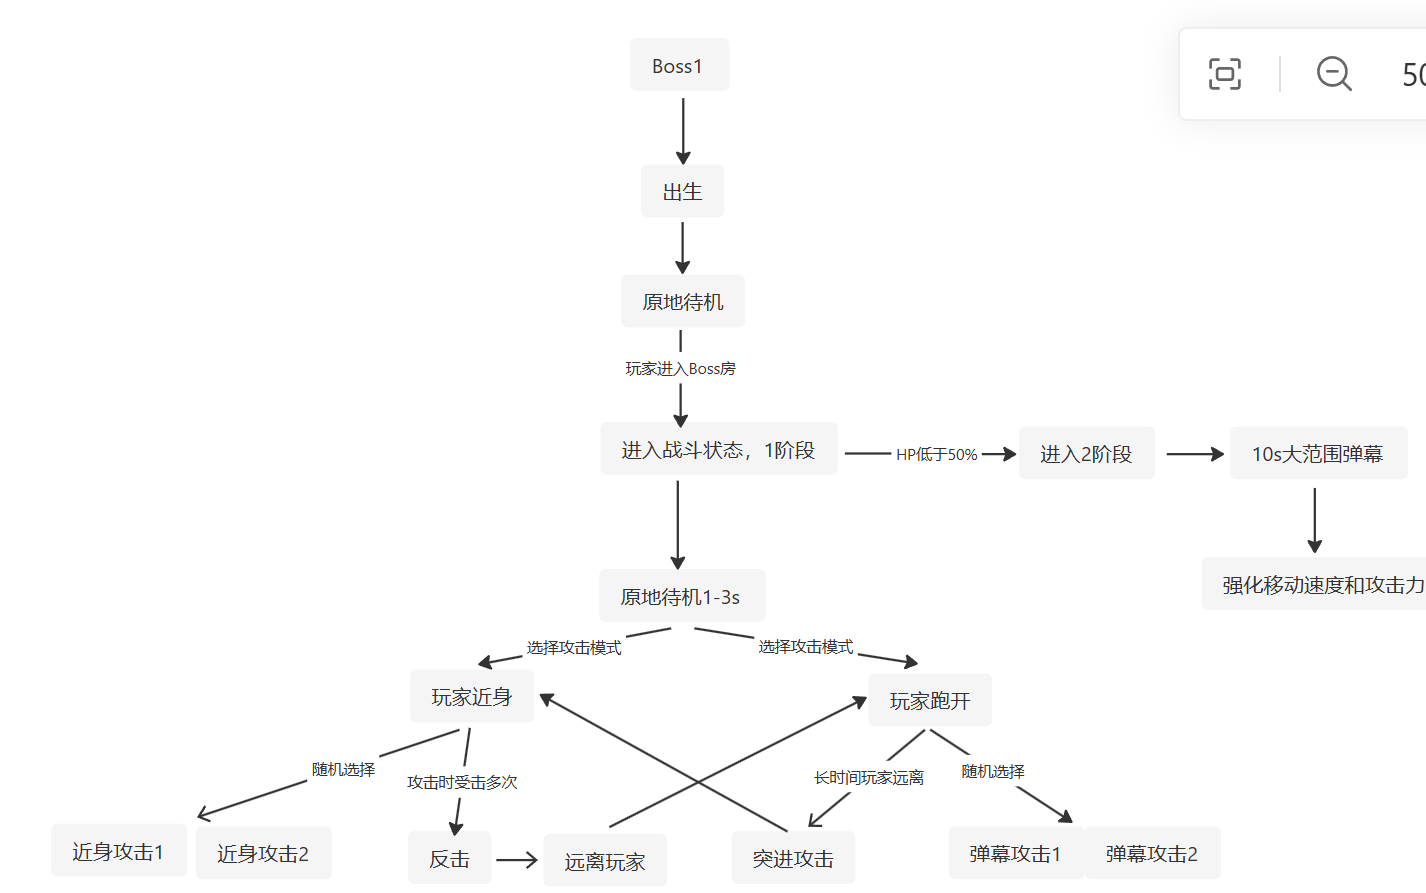 Boss1
50
出生
原地待机
玩家进入Boss房
进入战斗状态，1阶段
HP低于50%
进入2阶段
10s大范围弹幕
强化移动速度和攻击力
原地待机1-3s
选择攻击模式
选择攻击模式
玩家近身
玩家跑开
随机选择
攻击时受击多次
长时间玩家远离
随机选择
近身攻击1
近身攻击2
反击
远离玩家
突进攻击
弹幕攻击1
弹幕攻击2